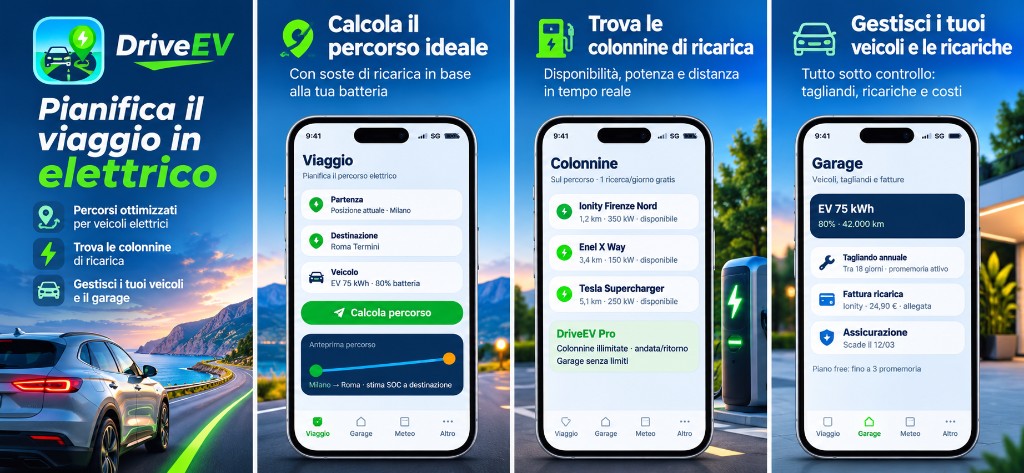 DriveEV
Pianifica il
viaggio in
elettrico
Percorsi ottimizzati
per veicoli elettrici
Trova le colonnine
di ricarica
Gestisci i tuoi veicoli
e il garage
Calcola il
percorso ideale
Con soste di ricarica in base
alla tua batteria
9:41
SG
Viaggio
Pianifica il percorso elettrico
Partenza
Posizione attuale · Milano
Destinazione
Roma Termini
Veicolo
EV 75 kWh · 80% batteria
Calcola percorso
Anteprima percorso
Milano → Roma · stima SOC a destinazione
Viaggio
Garage
Meteo
Altro
Trova le
colonnine di ricarica
Disponibilità, potenza e distanza
in tempo reale
9:41
SG
Colonnine
Sul percorso · 1 ricarica/giorno gratis
Ionity Firenze Nord
1,2 km · 350 kW · disponibile
Enel X Way
3,4 km · 150 kW · disponibile
Tesla Supercharger
5,1 km · 250 kW · disponibile
DriveEV Pro
Colonnine illimitate · andata/ritorno
Garage senza limiti
Viaggio
Garage
Meteo
Altro
Gestisci i tuoi
veicoli e le ricariche
Tutto sotto controllo:
tagliandi, ricariche e costi
9:41
SG
Garage
Veicoli, tagliandi e fatture
EV 75 kWh
80% · 42.000 km
Tagliando annuale
Tra 18 giorni · promemoria attivo
Fattura ricarica
Ionity · 24,90 € · allegata
Assicurazione
Scade il 12/03
Piano free: fino a 3 promemoria
Viaggio
Garage
Meteo
Altro